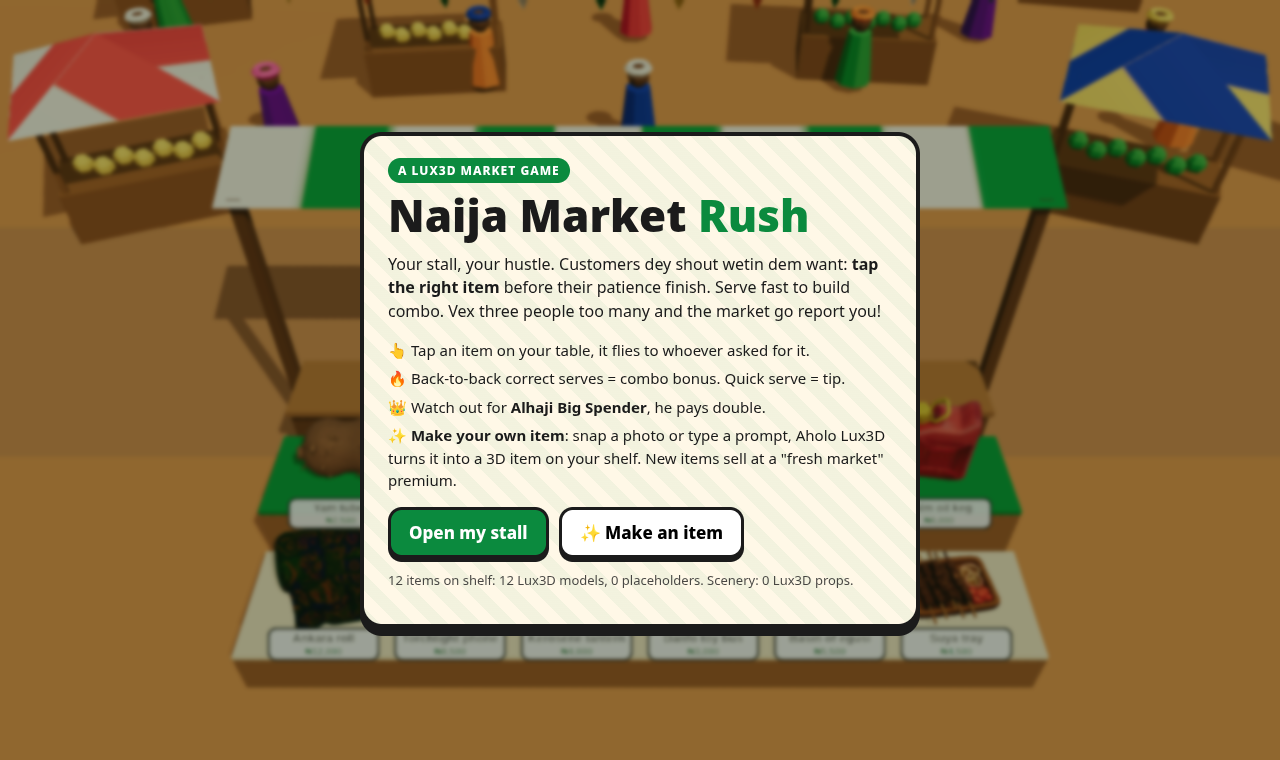 A LUX3D MARKET GAME
Naija Market Rush
Your stall, your hustle. Customers dey shout wetin dem want: tap
the right item before their patience finish. Serve fast to build
combo. Vex three people too many and the market go report you!
👆 Tap an item on your table, it flies to whoever asked for it.
🔥 Back-to-back correct serves = combo bonus. Quick serve = tip.
👑 Watch out for Alhaji Big Spender, he pays double.
✨ Make your own item: snap a photo or type a prompt, Aholo Lux3D
turns it into a 3D item on your shelf. New items sell at a "fresh market"
premium.
Open my stall
✨ Make an item
12 items on shelf: 12 Lux3D models, 0 placeholders. Scenery: 0 Lux3D props.
Ankara roll
Suya tray